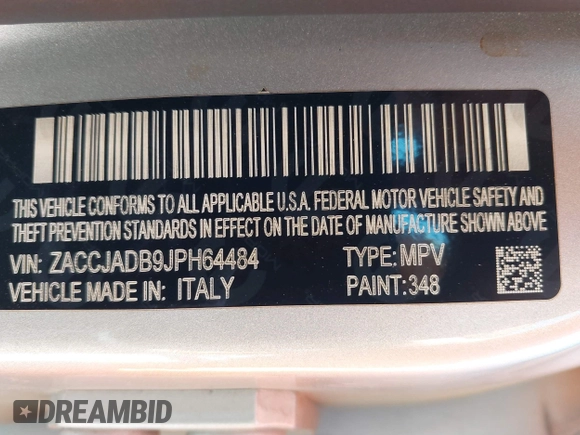 THIS VEHICLE CONFORMS TO ALL APPLICABLE U.S.A. FEDERAL MOTOR VEHICLE SAFETY AND
THEFT PREVENTION STANDARDS IN EFFECT ON THE DATE OF MANUFACTURE SHOWN ABOVE
VIN: ZACCJADB9JPH64484 TYPE: MPV
VEHICLE MADE IN: ITALY PAINT: 348
DREAMBID